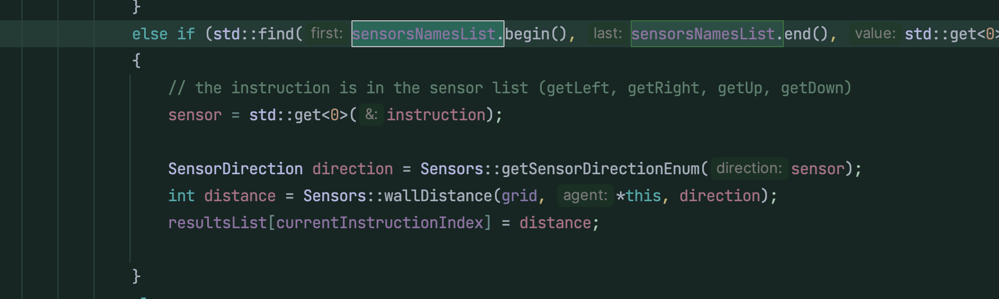 }
else if (std::find( first: sensorsNamesList.begin(), last: sensorsNamesList.end(), value: std::get<0>
{
// the instruction is in the sensor list (getLeft, getRight, getUp, getDown)
sensor = std::get<0>( &: instruction);
SensorDirection direction = Sensors::getSensorDirectionEnum( direction: sensor);
int distance = Sensors::wallDistance(grid, agent: *this, direction);
resultsList[currentInstructionIndex] = distance;
}